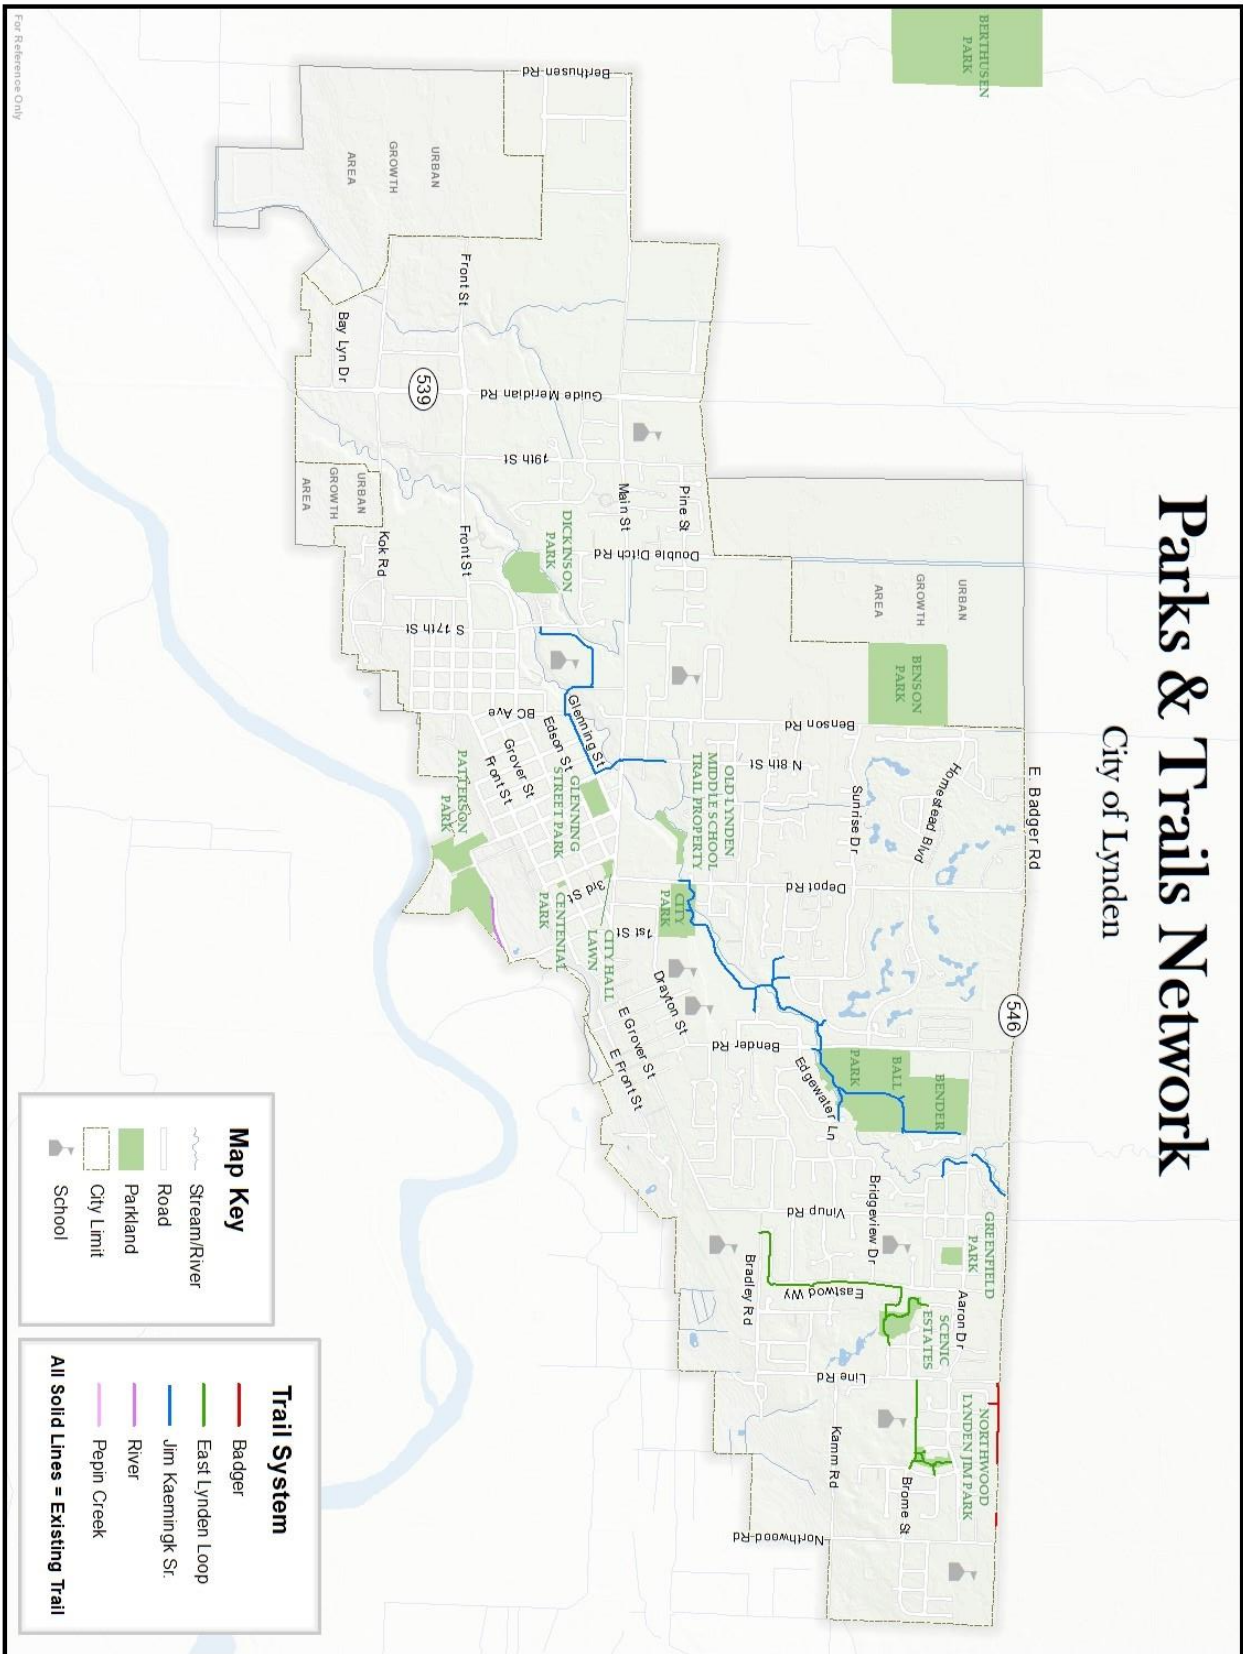 Parks & Trails Network
City of Lynden
BERTHUSEN
PARK
E. Badger Rd
546
URBAN
GROWTH
AREA
BENSON
PARK
Benson Rd
Homestead Blvd
N 8th St
Sunrise Dr
Depot Rd
BENDER
BALL
PARK
GREENFIELD
PARK
Aaron Dr
SCENIC
ESTATES
NORTHWOOD
LYNDEN JIM PARK
Berthusen Rd
URBAN
GROWTH
AREA
Front St
Bay Lyn Dr
539
Guide Meridian Rd
19th St
Main St
Pine St
Double Ditch Rd
DICKINSON
PARK
URBAN
GROWTH
AREA
Kok Rd
Front St
S 17th St
BC Ave
Glenning St
Edson St
Grover St
Front St
GLENNING
STREET PARK
OLD LYNDEN
MIDDLE SCHOOL
TRAIL PROPERTY
PATTERSON
PARK
3rd St
CENTENIAL
PARK
CITY HALL
LAWN
CITY
PARK
1st St
Drayton St
E Grover St
E Front St
Bender Rd
Edgewater Ln
Bridgeview Dr
Vinup Rd
Bradley Rd
Eastwod WY
Line Rd
Kamm Rd
Brome St
Northwood Rd
Map Key
Stream/River
Road
Parkland
City Limit
School
Trail System
Badger
East Lynden Loop
Jim Kaemingk Sr.
River
Pepin Creek
All Solid Lines = Existing Trail
For Reference Only